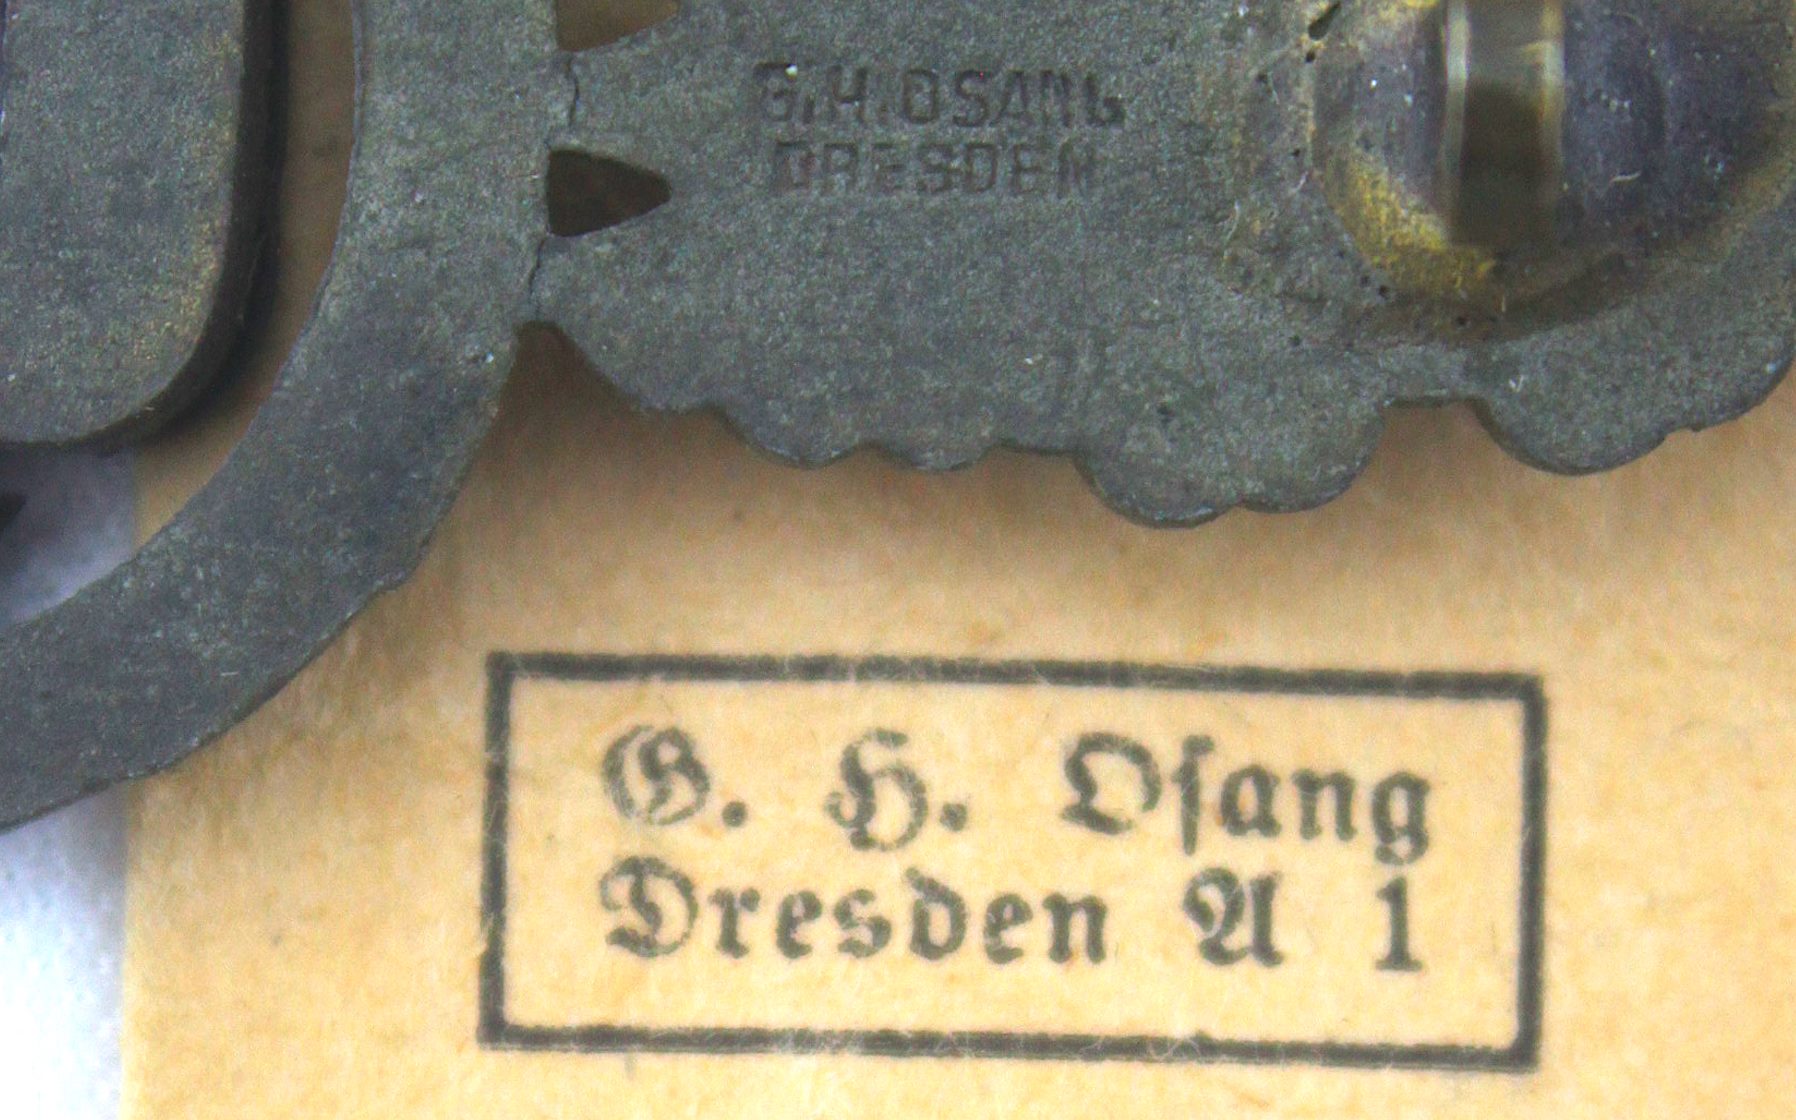 G.H.OSANG
DRESDEN
G. H. Oſang
Dresden A 1